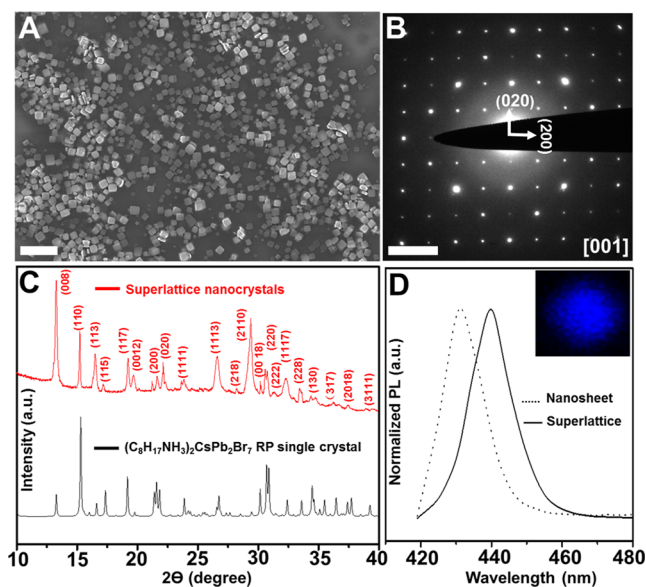 A
B
(020)
(200)
[001]
C
(008)
Superlattice nanocrystals
(110)
(113)
(115)
(117)
(0012)
(200)
(020)
(1111)
(1113)
(218)
(2110)
(00 18)
(220)
(222)
(1117)
(228)
(130)
(317)
(2018)
(3111)
(C8H17NH3)2CsPb2Br7 RP single crystal
Intensity (a.u.)
10 15 20 25 30 35 40
2Θ (degree)
D
Nanosheet
Superlattice
Normalized PL (a.u.)
420 440 460 480
Wavelength (nm)